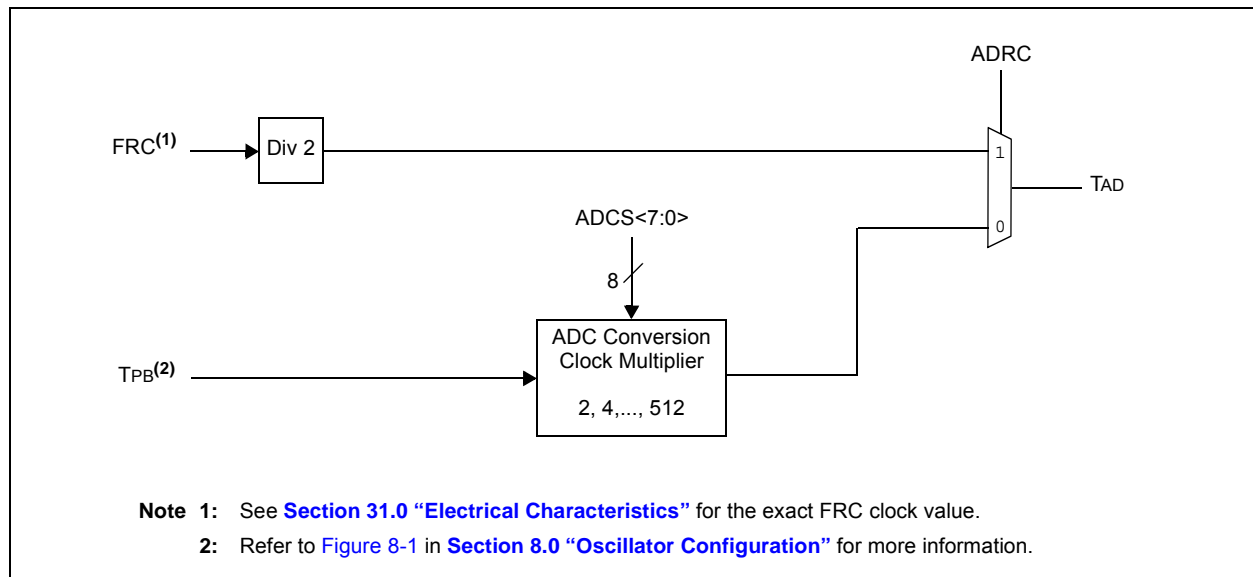 ADRC
FRC(1)
Div 2
1
TAD
ADCS<7:0>
0
8
ADC Conversion
Clock Multiplier
TPB(2)
2, 4,..., 512
Note 1: See Section 31.0 “Electrical Characteristics” for the exact FRC clock value.
2: Refer to Figure 8-1 in Section 8.0 “Oscillator Configuration” for more information.